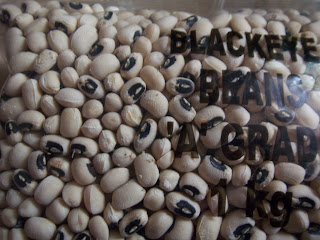 BLACKEYE
BEANS
'A' GRAD
1 kg